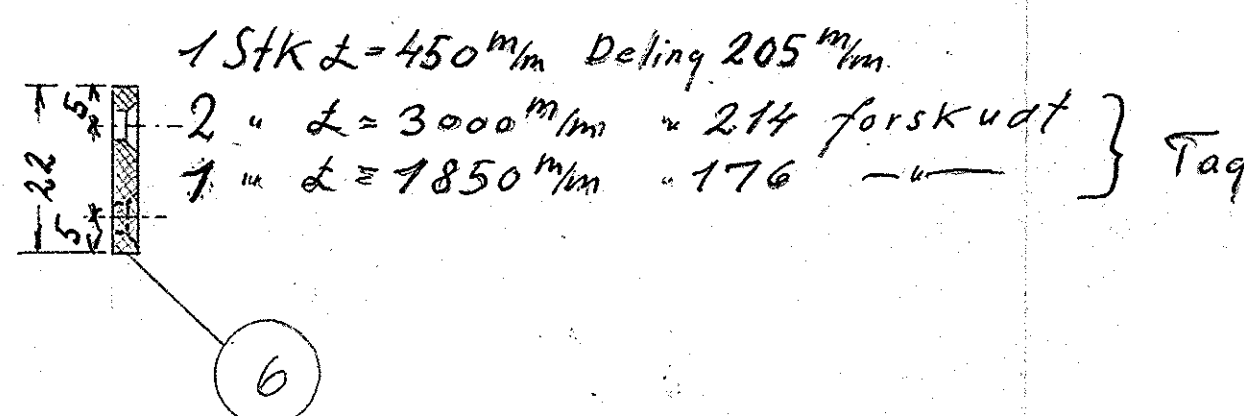 1 Stk L = 450 m/m Deling 205 m/m
2 " L = 3000 m/m " 214 forskudt
1 " L = 1850 m/m " 176 —"—
Tag
5
22
5
6